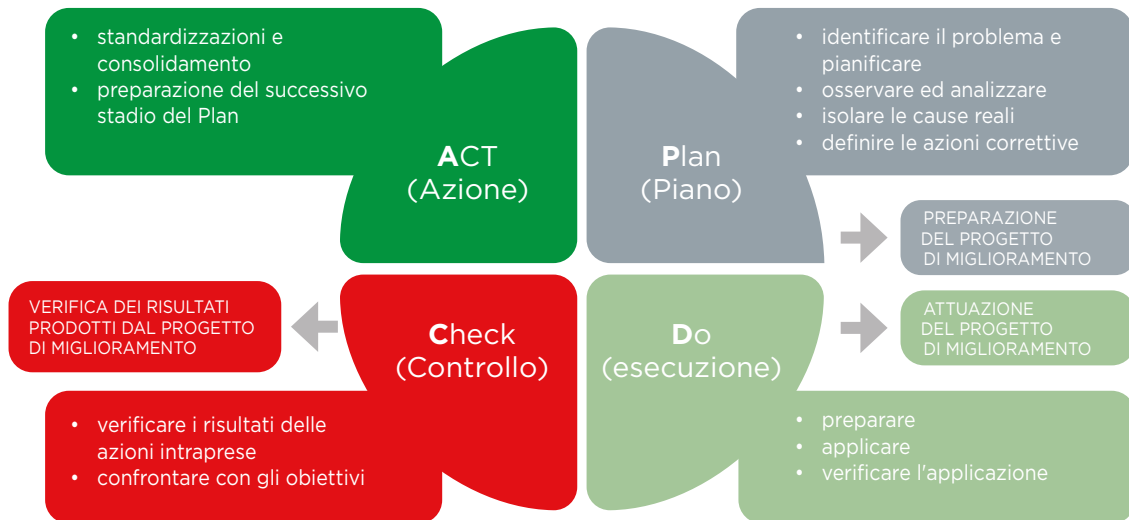 • standardizzazioni e
consolidamento
• preparazione del successivo
stadio del Plan
ACT
(Azione)
Plan
(Piano)
• identificare il problema e
pianificare
• osservare ed analizzare
• isolare le cause reali
• definire le azioni correttive
PREPARAZIONE
DEL PROGETTO
DI MIGLIORAMENTO
VERIFICA DEI RISULTATI
PRODOTTI DAL PROGETTO
DI MIGLIORAMENTO
Check
(Controllo)
Do
(esecuzione)
ATTUAZIONE
DEL PROGETTO
DI MIGLIORAMENTO
• verificare i risultati delle
azioni intraprese
• confrontare con gli obiettivi
• preparare
• applicare
• verificare l'applicazione